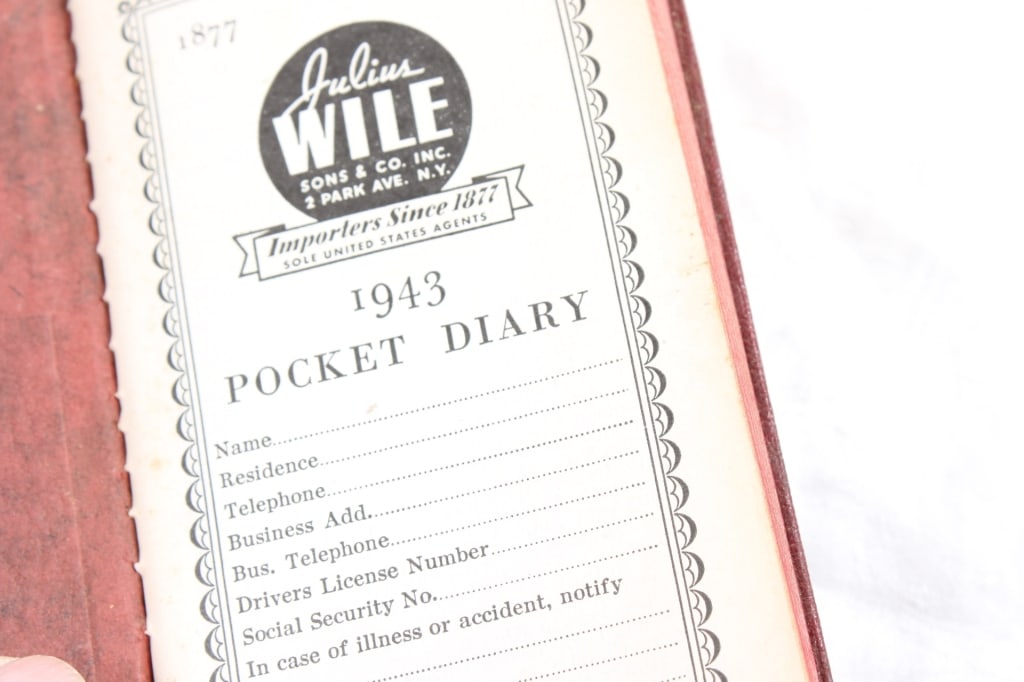 1877
Julius
WILE
SONS & CO. INC.
2 PARK AVE. N.Y.
Importers Since 1877
SOLE UNITED STATES AGENTS
1943
POCKET DIARY
Name
Residence
Telephone
Business Add.
Bus. Telephone
Drivers License Number
Social Security No.
In case of illness or accident, notify